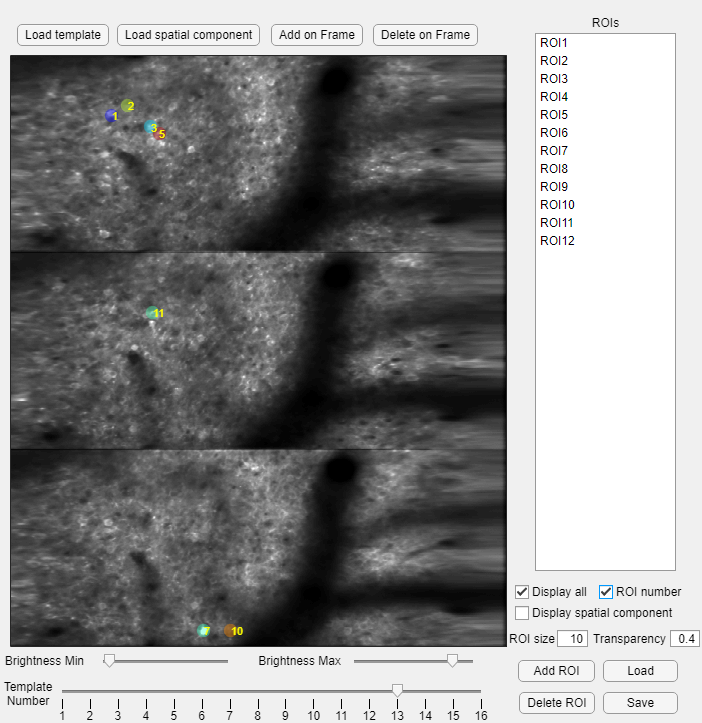 Load template Load spatial component Add on Frame Delete on Frame
ROIs
ROI1
ROI2
ROI3
ROI4
ROI5
ROI6
ROI7
ROI8
ROI9
ROI10
ROI11
ROI12
2
1
3
5
11
7
10
Display all ROI number
Display spatial component
ROI size 10 Transparency 0.4
Brightness Min Brightness Max
Add ROI Load
Template
Number
Delete ROI Save
1 2 3 4 5 6 7 8 9 10 11 12 13 14 15 16